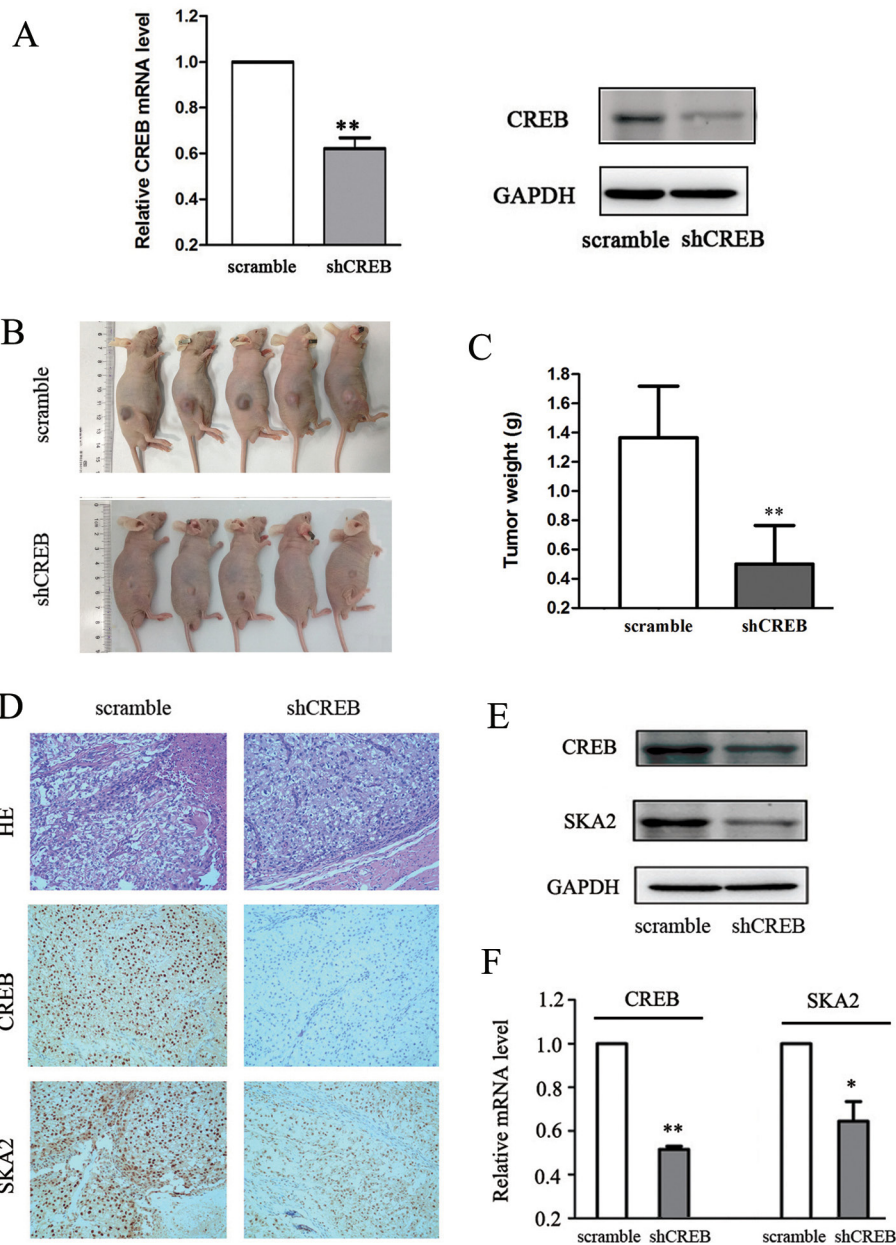 A
Relative CREB mRNA level
1.2
1.0
0.8
0.6
0.4
0.2
**
scramble shCREB
CREB
GAPDH
scramble shCREB
B
scramble
shCREB
C
Tumor weight (g)
1.8
1.6
1.4
1.2
1.0
0.8
0.6
0.4
0.2
**
scramble shCREB
D
scramble shCREB
HE
CREB
SKA2
E
CREB
SKA2
GAPDH
scramble shCREB
F
Relative mRNA level
1.2
1.0
0.8
0.6
0.4
0.2
CREB SKA2
**
*
scramble shCREB scramble shCREB